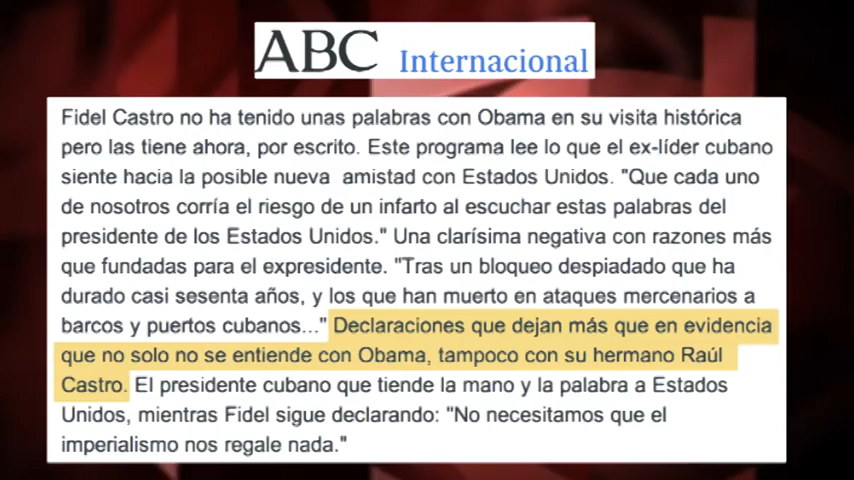 ABC Internacional
Fidel Castro no ha tenido unas palabras con Obama en su visita histórica
pero las tiene ahora, por escrito. Este programa lee lo que el ex-líder cubano
siente hacia la posible nueva amistad con Estados Unidos. "Que cada uno
de nosotros corría el riesgo de un infarto al escuchar estas palabras del
presidente de los Estados Unidos." Una clarísima negativa con razones más
que fundadas para el expresidente. "Tras un bloqueo despiadado que ha
durado casi sesenta años, y los que han muerto en ataques mercenarios a
barcos y puertos cubanos..." Declaraciones que dejan más que en evidencia
que no solo no se entiende con Obama, tampoco con su hermano Raúl
Castro. El presidente cubano que tiende la mano y la palabra a Estados
Unidos, mientras Fidel sigue declarando: "No necesitamos que el
imperialismo nos regale nada."